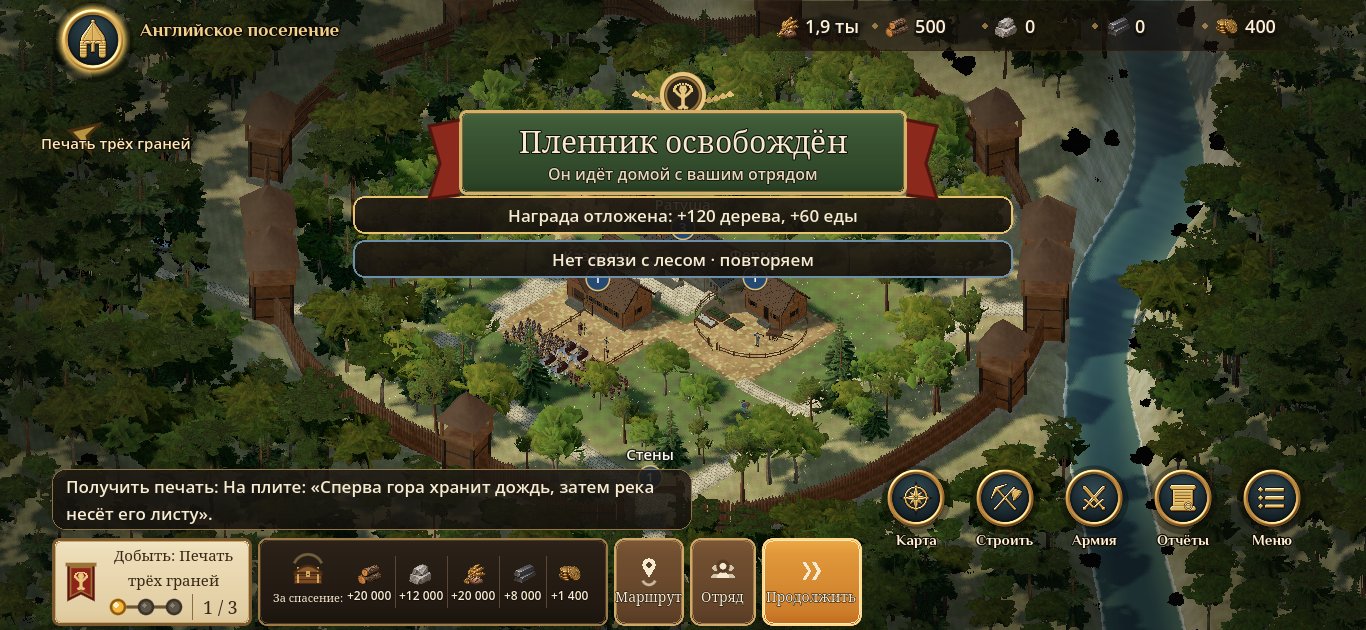 Английское поселение
1,9 ты
500
0
0
400
Печать трёх граней
Пленник освобождён
Он идёт домой с вашим отрядом
Ратуша
Награда отложена: +120 дерева, +60 еды
Нет связи с лесом · повторяем
Стены
Получить печать: На плите: «Сперва гора хранит дождь, затем река
несёт его листу».
Карта
Строить
Армия
Отчёты
Меню
Добыть: Печать
трёх граней
1 / 3
За спасение: +20 000 +12 000 +20 000 +8 000 +1 400
Маршрут
Отряд
Продолжить